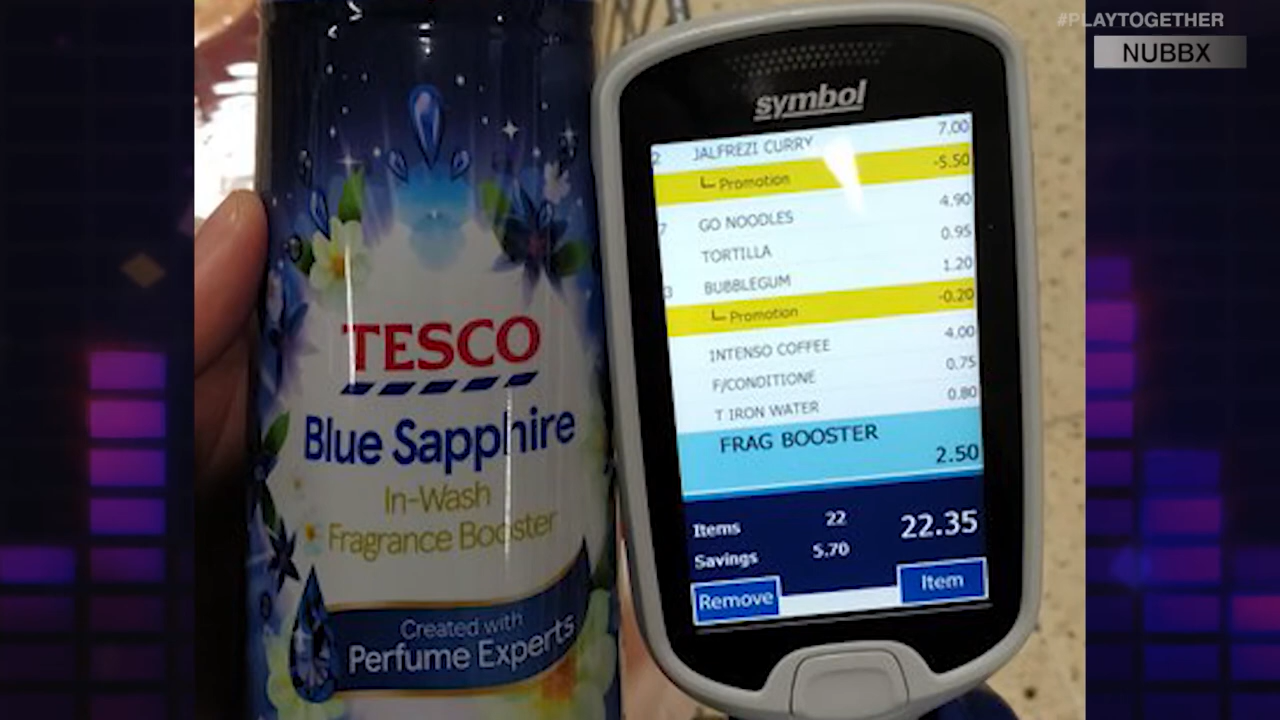 #PLAYTOGETHER
NUBBX
TESCO
Blue Sapphire
In-Wash
Fragrance Booster
Created with
Perfume Experts
symbol
2 JALFREZI CURRY 7.00
Promotion -5.50
7 GO NOODLES 4.90
TORTILLA 0.95
3 BUBBLEGUM 1.20
Promotion -0.20
INTENSO COFFEE 4.00
F/CONDITIONE 0.75
T IRON WATER 0.80
FRAG BOOSTER
2.50
Items 22 22.35
Savings 5.70
Remove Item